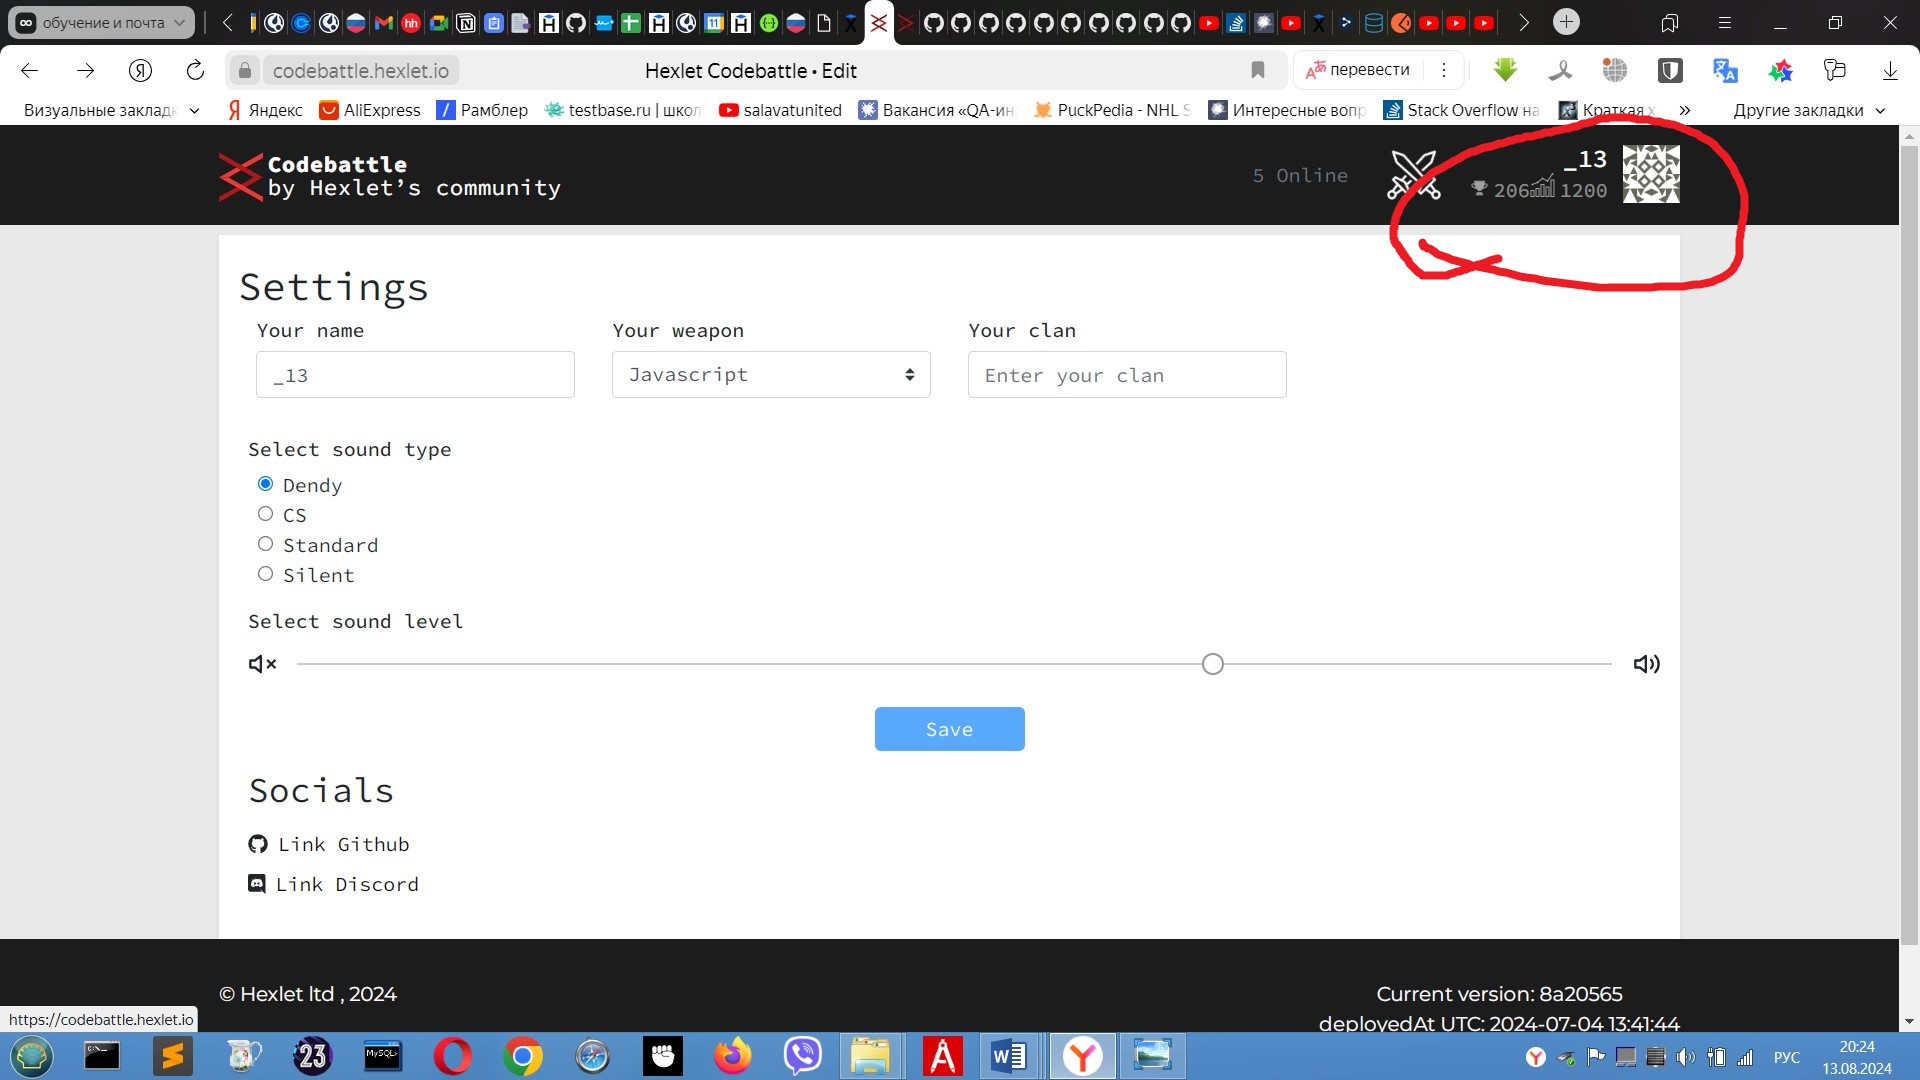 обучение и почта
codebattle.hexlet.io
Hexlet Codebattle • Edit
перевести
Визуальные заклад
Яндекс
AliExpress
Рамблер
testbase.ru | школ
salavatunited
Вакансия «QA-ин
PuckPedia - NHL S
Интересные вопр
Stack Overflow на
Краткая х
»
Другие закладки
Codebattle
by Hexlet’s community
5 Online
_13
206 1200
Settings
Your name
Your weapon
Your clan
_13
Javascript
Enter your clan
Select sound type
Dendy
CS
Standard
Silent
Select sound level
Save
Socials
Link Github
Link Discord
© Hexlet ltd , 2024
Current version: 8a20565
deployedAt UTC: 2024-07-04 13:41:44
https://codebattle.hexlet.io
23
MySQL
РУС
20:24
13.08.2024